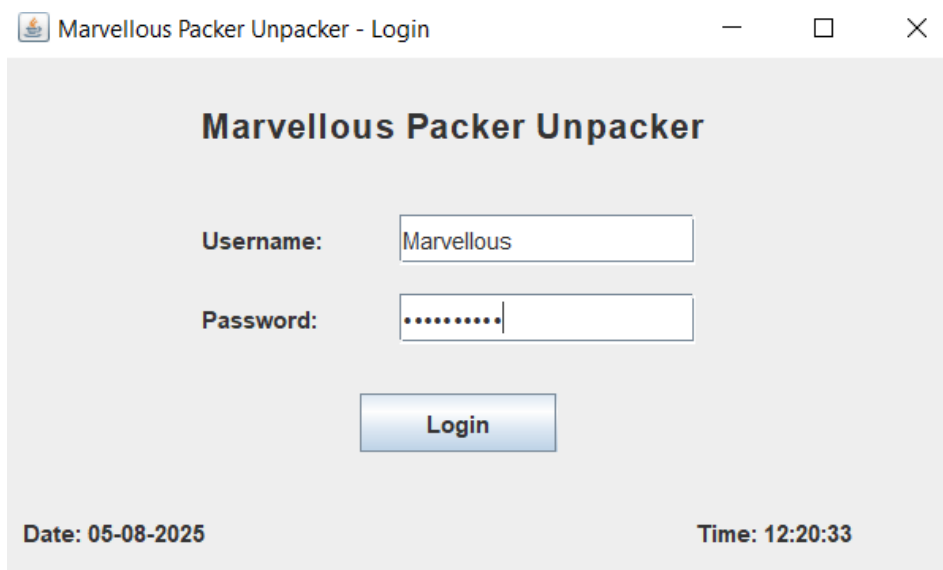 Marvellous Packer Unpacker - Login
Marvellous Packer Unpacker
Username: Marvellous
Password: ••••••••••
Login
Date: 05-08-2025 Time: 12:20:33